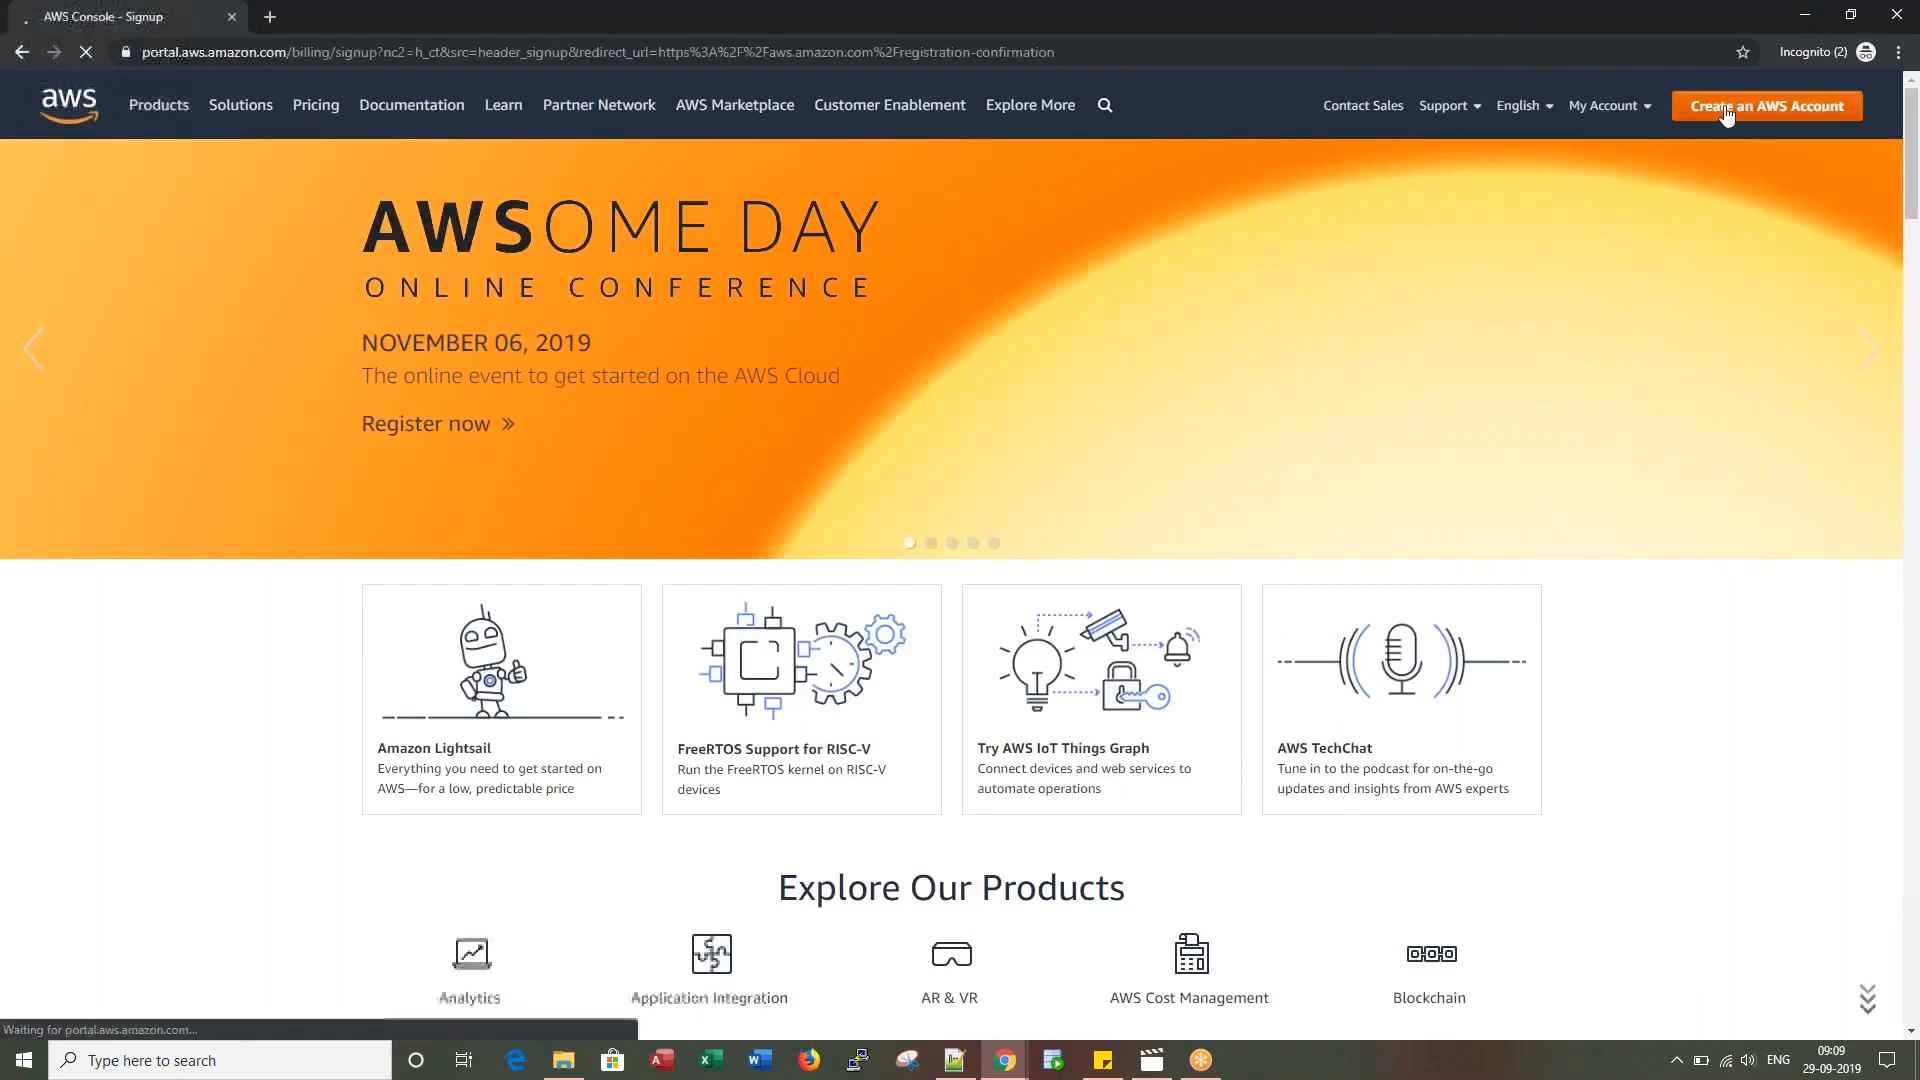 AWS Console - Signup
portal.aws.amazon.com/billing/signup?nc2=h_ct&src=header_signup&redirect_url=https%3A%2F%2Faws.amazon.com%2Fregistration-confirmation
Incognito (2)
aws
Products
Solutions
Pricing
Documentation
Learn
Partner Network
AWS Marketplace
Customer Enablement
Explore More
Contact Sales
Support
English
My Account
Create an AWS Account
AWSOME DAY
ONLINE CONFERENCE
NOVEMBER 06, 2019
The online event to get started on the AWS Cloud
Register now »
Amazon Lightsail
Everything you need to get started on
AWS—for a low, predictable price
FreeRTOS Support for RISC-V
Run the FreeRTOS kernel on RISC-V
devices
Try AWS IoT Things Graph
Connect devices and web services to
automate operations
AWS TechChat
Tune in to the podcast for on-the-go
updates and insights from AWS experts
Explore Our Products
Analytics
Application Integration
AR & VR
AWS Cost Management
Blockchain
Waiting for portal.aws.amazon.com...
Type here to search
ENG
09:09
29-09-2019